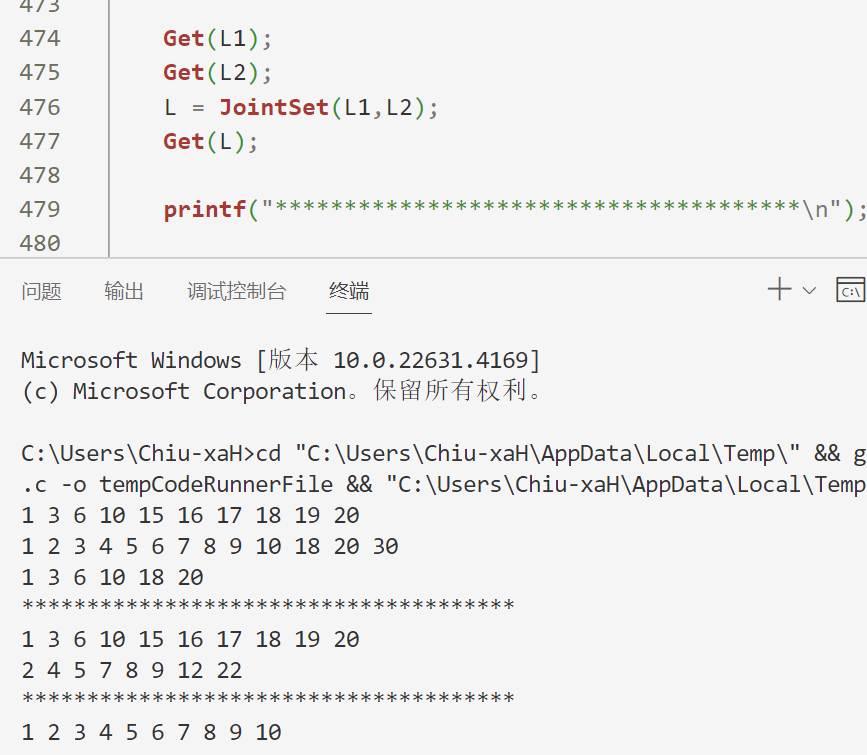 473
474 Get(L1);
475 Get(L2);
476 L = JointSet(L1,L2);
477 Get(L);
478
479 printf("**************************************\n");
480
问题 输出 调试控制台 终端
Microsoft Windows [版本 10.0.22631.4169]
(c) Microsoft Corporation。保留所有权利。
C:\Users\Chiu-xaH>cd "C:\Users\Chiu-xaH\AppData\Local\Temp\" && g
.c -o tempCodeRunnerFile && "C:\Users\Chiu-xaH\AppData\Local\Temp
1 3 6 10 15 16 17 18 19 20
1 2 3 4 5 6 7 8 9 10 18 20 30
1 3 6 10 18 20
**************************************
1 3 6 10 15 16 17 18 19 20
2 4 5 7 8 9 12 22
**************************************
1 2 3 4 5 6 7 8 9 10